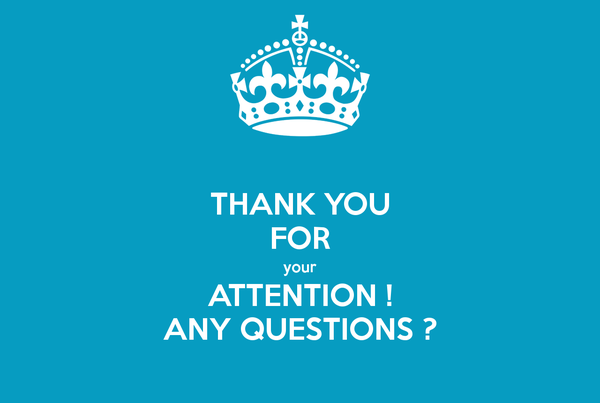 THANK YOU
FOR
your
ATTENTION !
ANY QUESTIONS ?